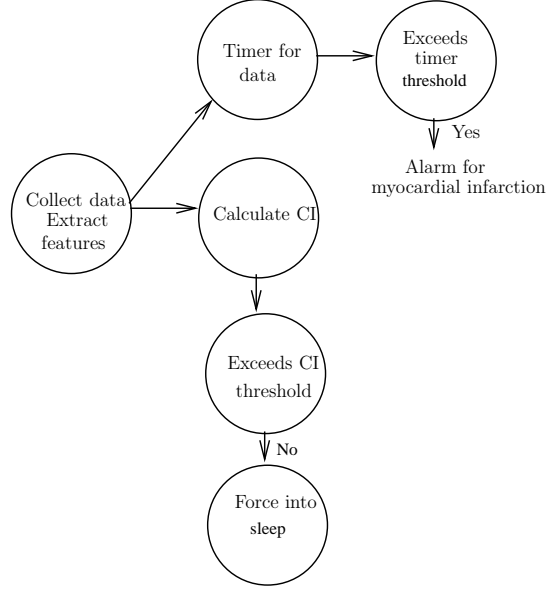 Timer for
data
Exceeds
timer
threshold
Yes
Alarm for
myocardial infarction
Collect data
Extract
features
Calculate CI
Exceeds CI
threshold
No
Force into
sleep